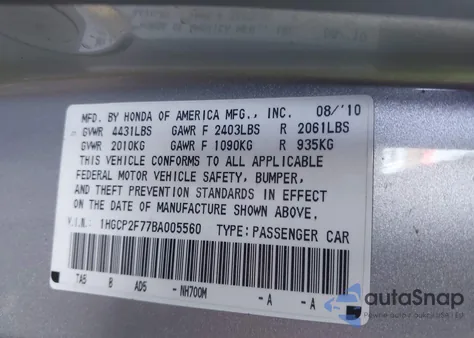 MFD. BY HONDA OF AMERICA MFG., INC. 08/'10
GVWR 4431LBS GAWR F 2403LBS R 2061LBS
GVWR 2010KG GAWR F 1090KG R 935KG
THIS VEHICLE CONFORMS TO ALL APPLICABLE
FEDERAL MOTOR VEHICLE SAFETY, BUMPER,
AND THEFT PREVENTION STANDARDS IN EFFECT
ON THE DATE OF MANUFACTURE SHOWN ABOVE.
V.I.N.: 1HGCP2F77BA005560 TYPE: PASSENGER CAR
TA5 B AD5 - NH700M -A -A -
autoSnap